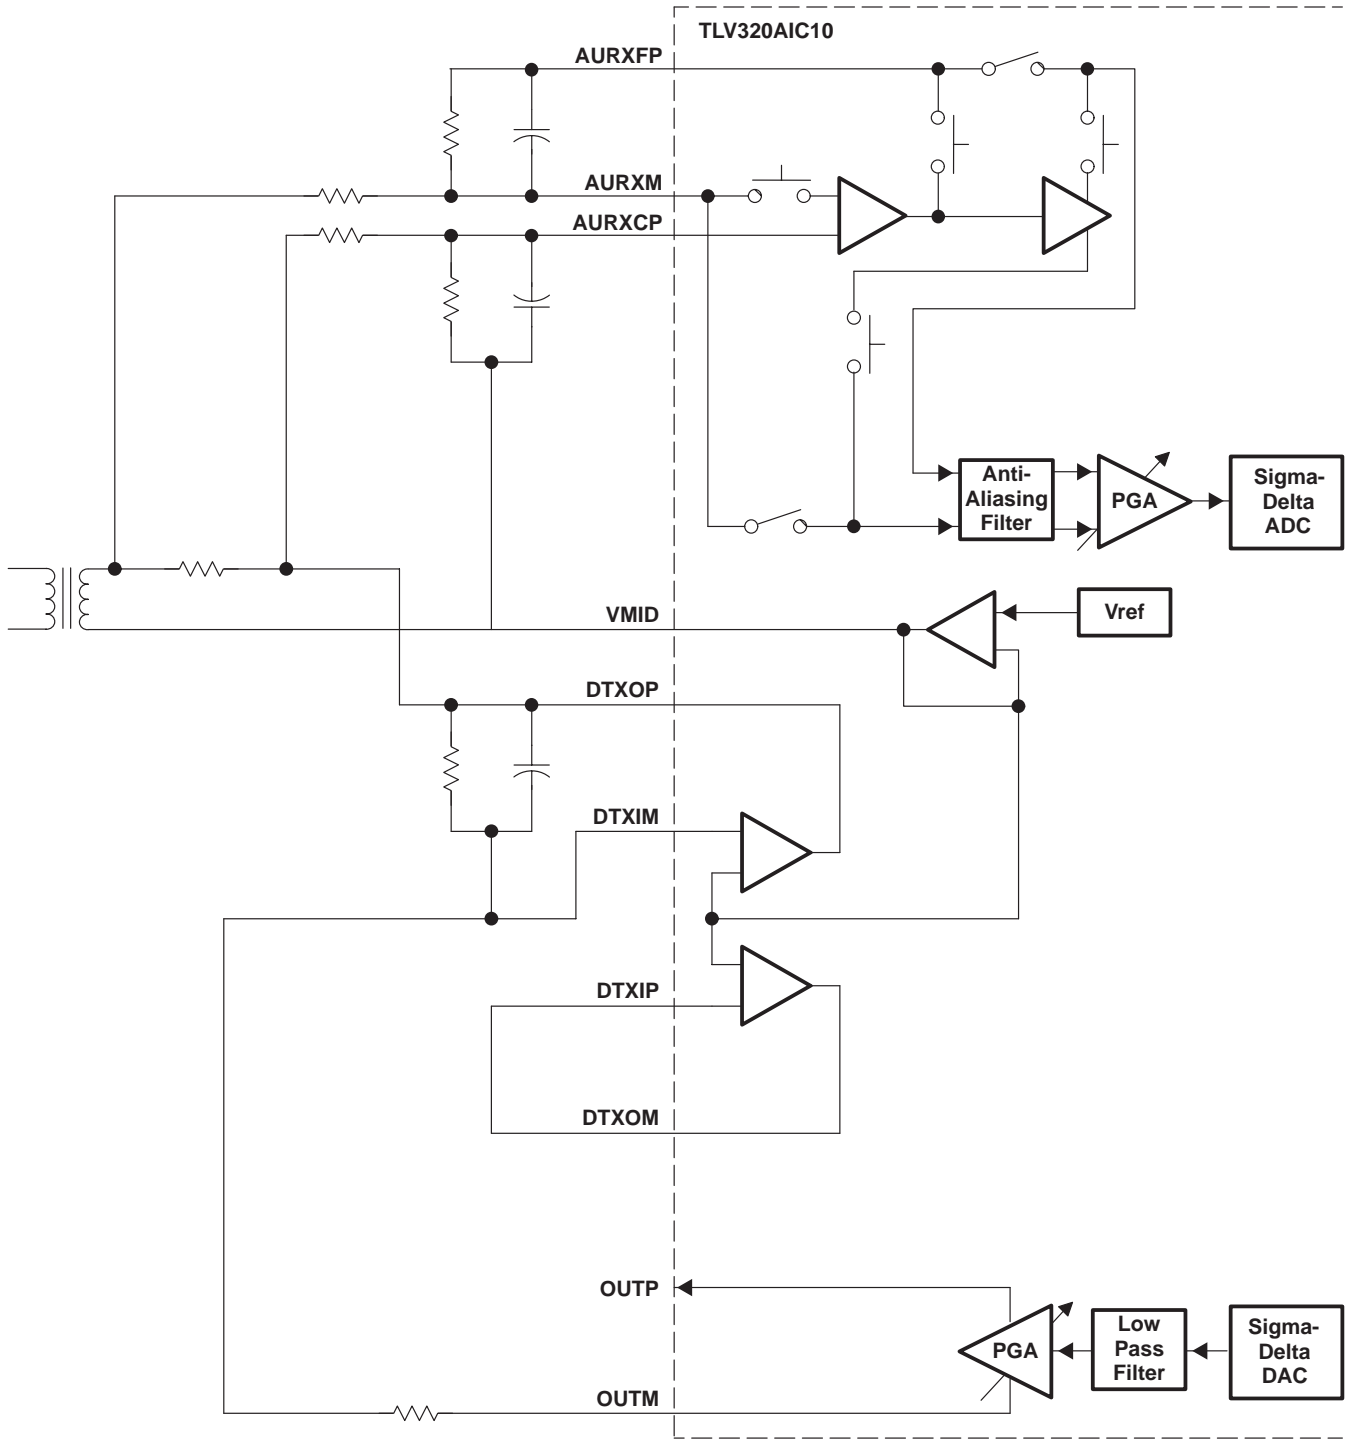 TLV320AIC10
AURXFP
AURXM
AURXCP
Anti-
Aliasing
Filter
PGA
Sigma-
Delta
ADC
VMID
Vref
DTXOP
DTXIM
DTXIP
DTXOM
OUTP
PGA
Low
Pass
Filter
Sigma-
Delta
DAC
OUTM